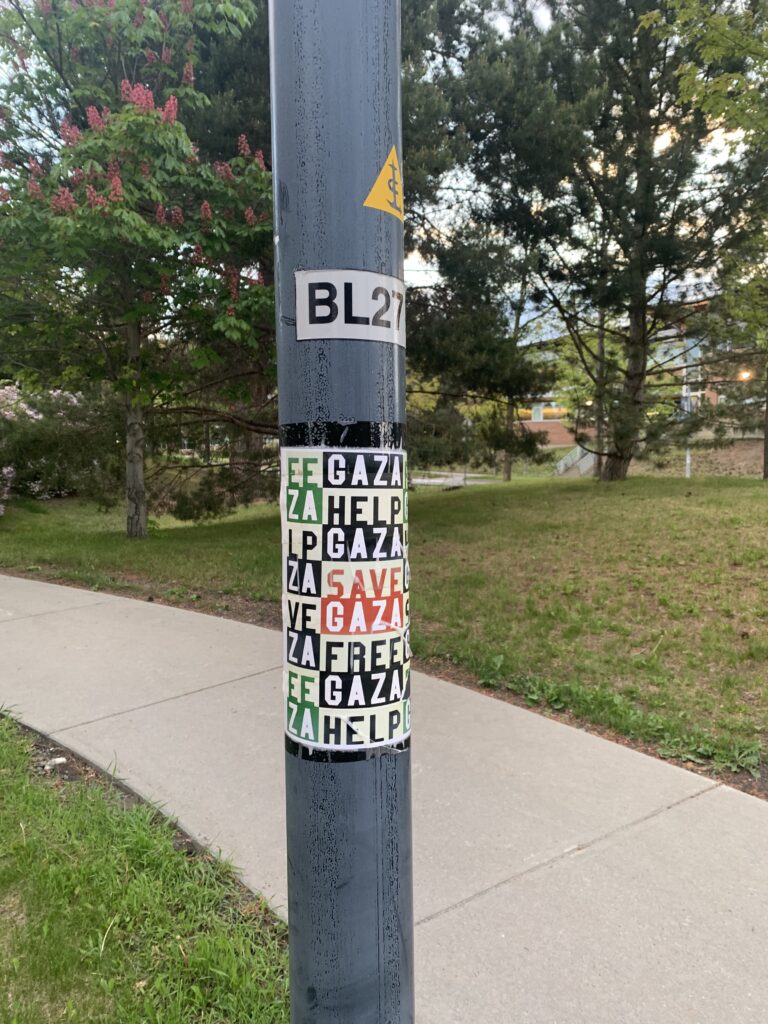 BL27
EE GAZA
ZA HELP
LP GAZA
ZA SAVE
VE GAZA
ZA FREE
EE GAZA
ZA HELP